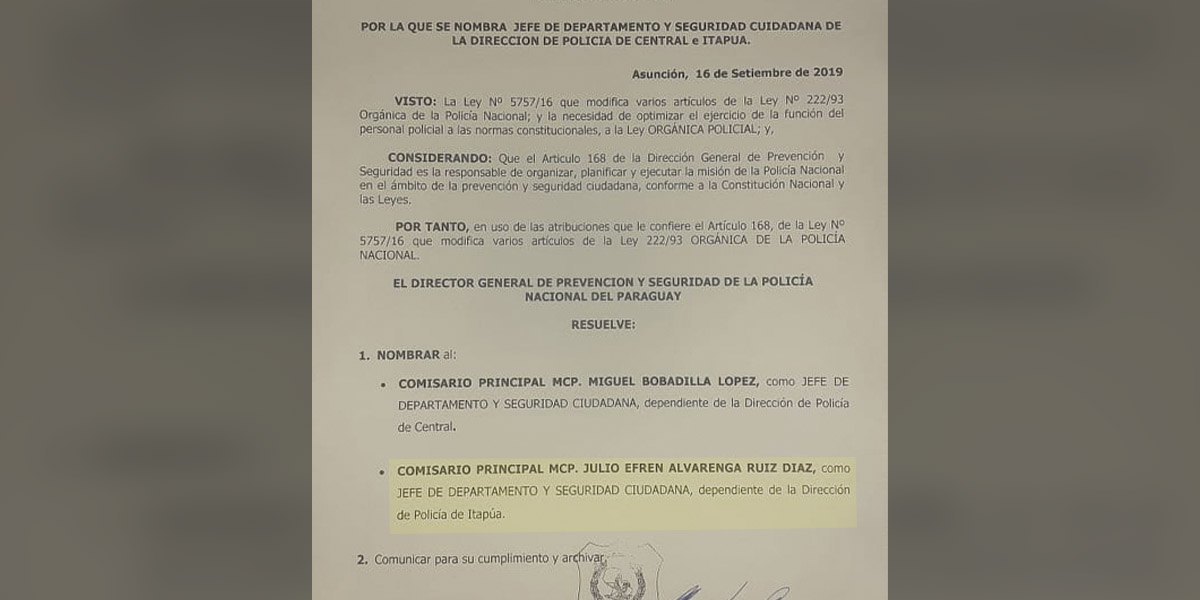 POR LA QUE SE NOMBRA JEFE DE DEPARTAMENTO Y SEGURIDAD CUIDADANA DE
LA DIRECCION DE POLICIA DE CENTRAL e ITAPUA.
Asunción, 16 de Setiembre de 2019
VISTO: La Ley Nº 5757/16 que modifica varios artículos de la Ley Nº 222/93
Orgánica de la Policía Nacional; y la necesidad de optimizar el ejercicio de la función del
personal policial a las normas constitucionales, a la Ley ORGÁNICA POLICIAL; y,
CONSIDERANDO: Que el Articulo 168 de la Dirección General de Prevención y
Seguridad es la responsable de organizar, planificar y ejecutar la misión de la Policía Nacional
en el ámbito de la prevención y seguridad ciudadana, conforme a la Constitución Nacional y
las Leyes.
POR TANTO, en uso de las atribuciones que le confiere el Artículo 168, de la Ley Nº
5757/16 que modifica varios artículos de la Ley 222/93 ORGÁNICA DE LA POLICÍA
NACIONAL.
EL DIRECTOR GENERAL DE PREVENCION Y SEGURIDAD DE LA POLICÍA
NACIONAL DEL PARAGUAY
RESUELVE:
1. NOMBRAR al:
• COMISARIO PRINCIPAL MCP. MIGUEL BOBADILLA LOPEZ, como JEFE DE
DEPARTAMENTO Y SEGURIDAD CIUDADANA, dependiente de la Dirección de Policía
de Central.
• COMISARIO PRINCIPAL MCP. JULIO EFREN ALVARENGA RUIZ DIAZ, como
JEFE DE DEPARTAMENTO Y SEGURIDAD CIUDADANA, dependiente de la Dirección
de Policía de Itapúa.
2. Comunicar para su cumplimiento y archivar.